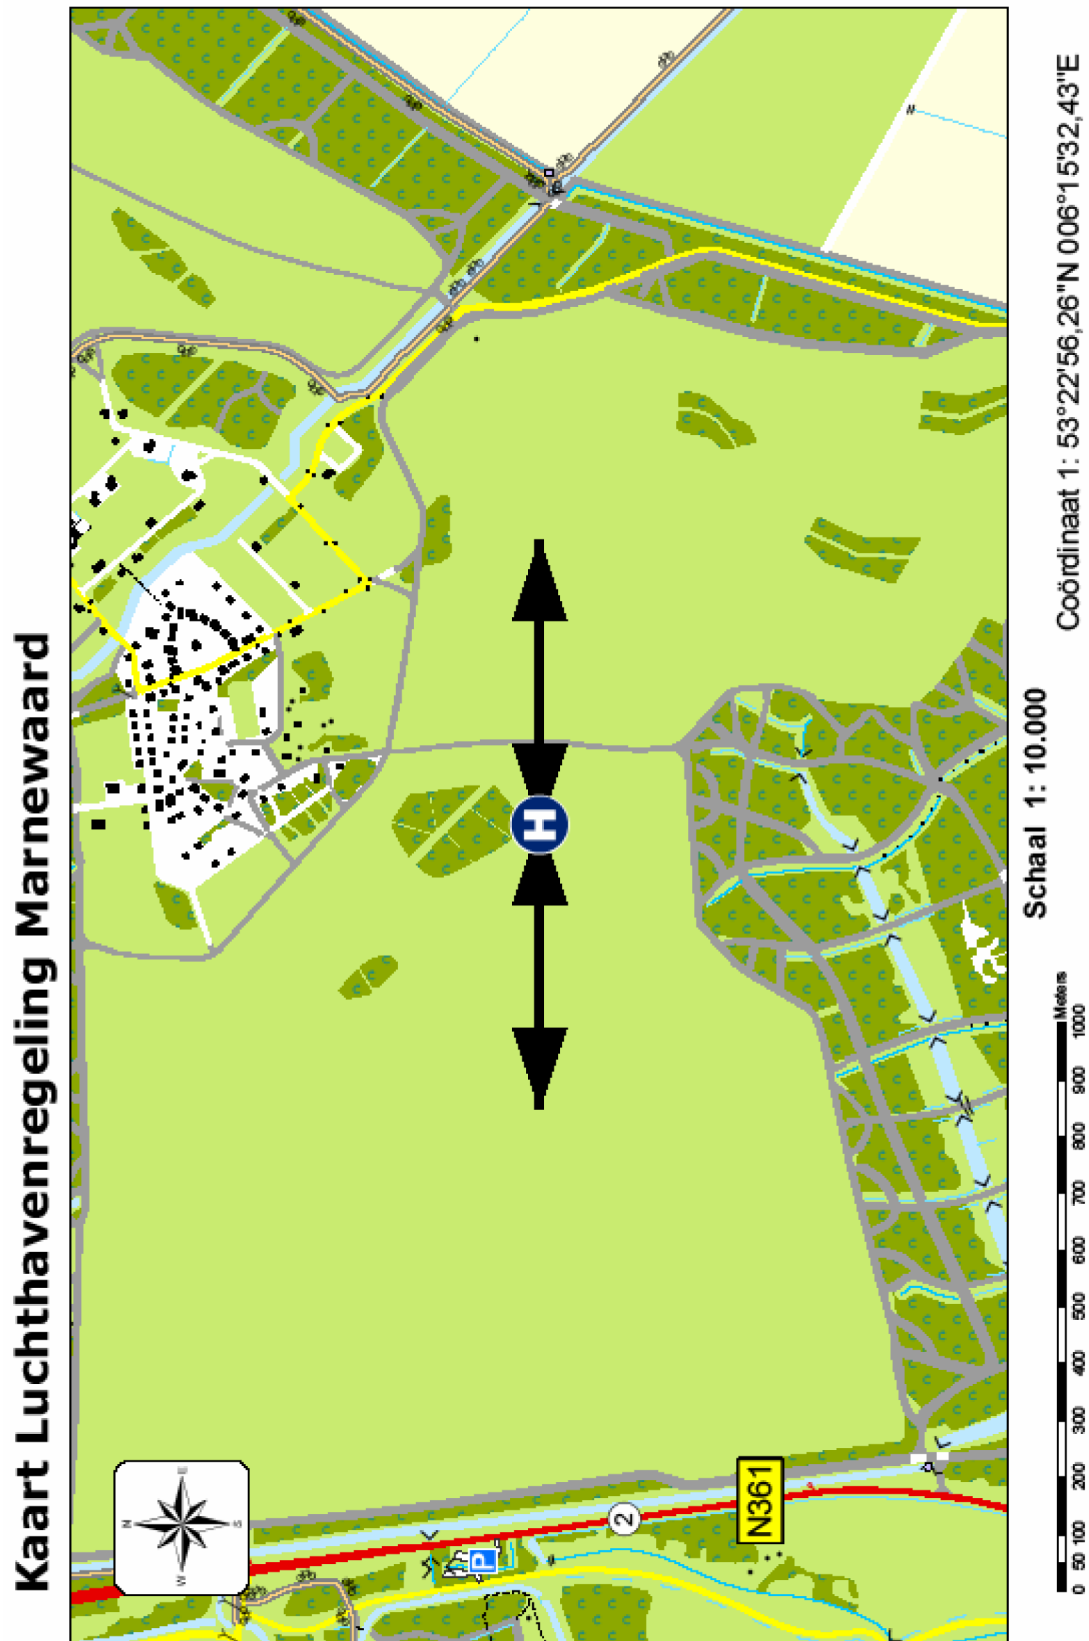 Kaart Luchthavenregeling Marnewaard
N
W
E
S
H
2
P
N361
Schaal 1: 10.000
0 50 100 200 300 400 500 600 700 800 900 1000
Meters
Coördinaat 1: 53°22'56,26"N 006°15'32,43"E